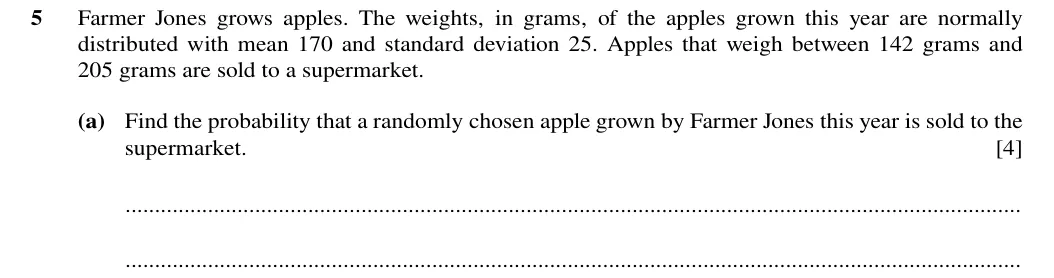 5 Farmer Jones grows apples. The weights, in grams, of the apples grown this year are normally
distributed with mean 170 and standard deviation 25. Apples that weigh between 142 grams and
205 grams are sold to a supermarket.
(a) Find the probability that a randomly chosen apple grown by Farmer Jones this year is sold to the
supermarket. [4]